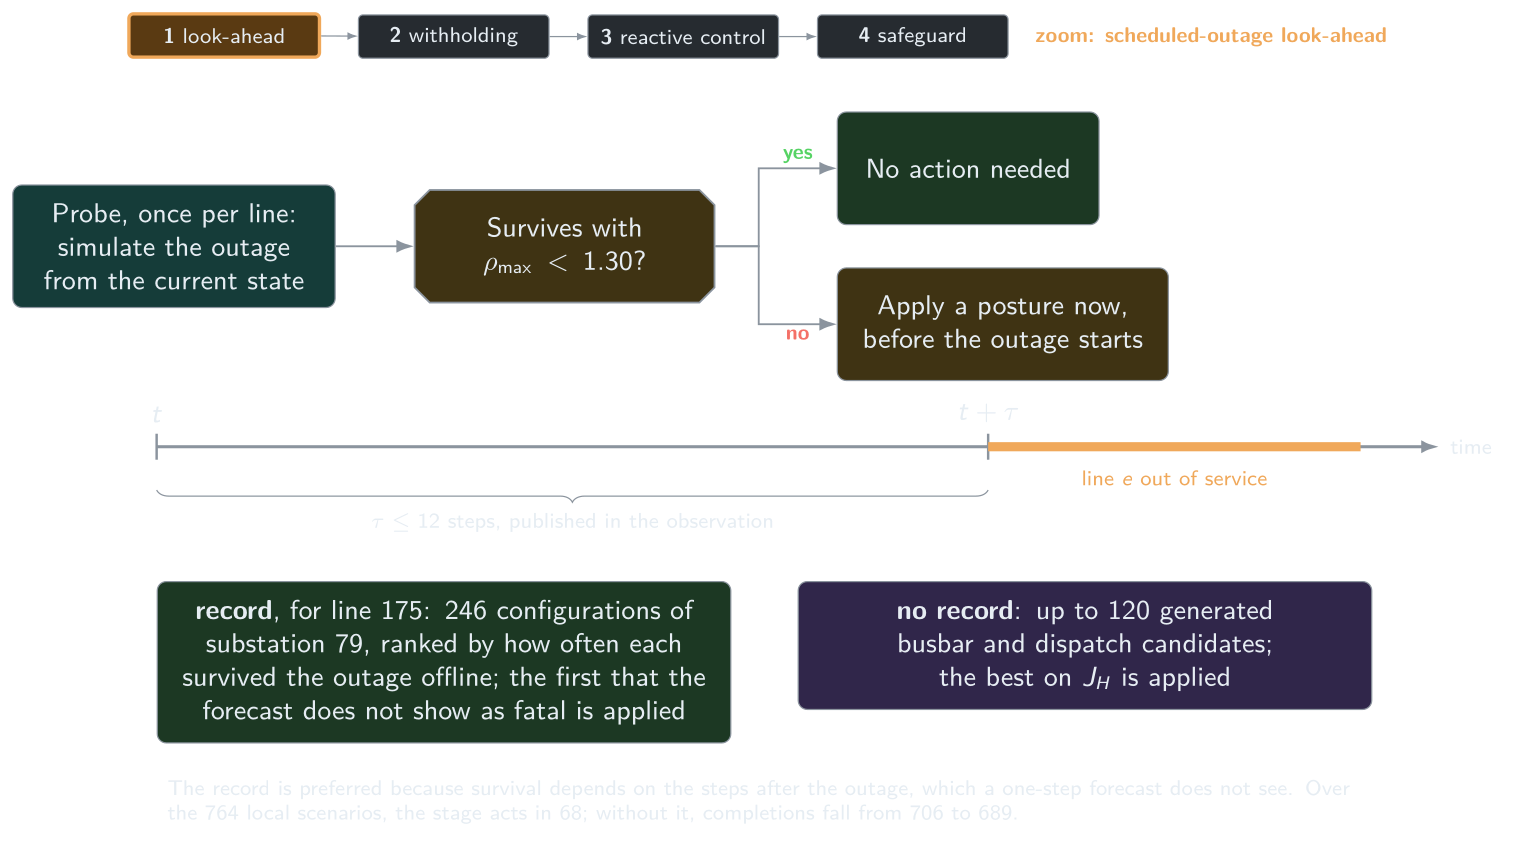 1 look-ahead
2 withholding
3 reactive control
4 safeguard
zoom: scheduled-outage look-ahead
Probe, once per line:
simulate the outage
from the current state
Survives with
ρmax < 1.30?
yes
No action needed
no
Apply a posture now,
before the outage starts
t
t + τ
time
line e out of service
τ ≤ 12 steps, published in the observation
record, for line 175: 246 configurations of
substation 79, ranked by how often each
survived the outage offline; the first that the
forecast does not show as fatal is applied
no record: up to 120 generated
busbar and dispatch candidates;
the best on J_H is applied
The record is preferred because survival depends on the steps after the outage, which a one-step forecast does not see. Over
the 764 local scenarios, the stage acts in 68; without it, completions fall from 706 to 689.